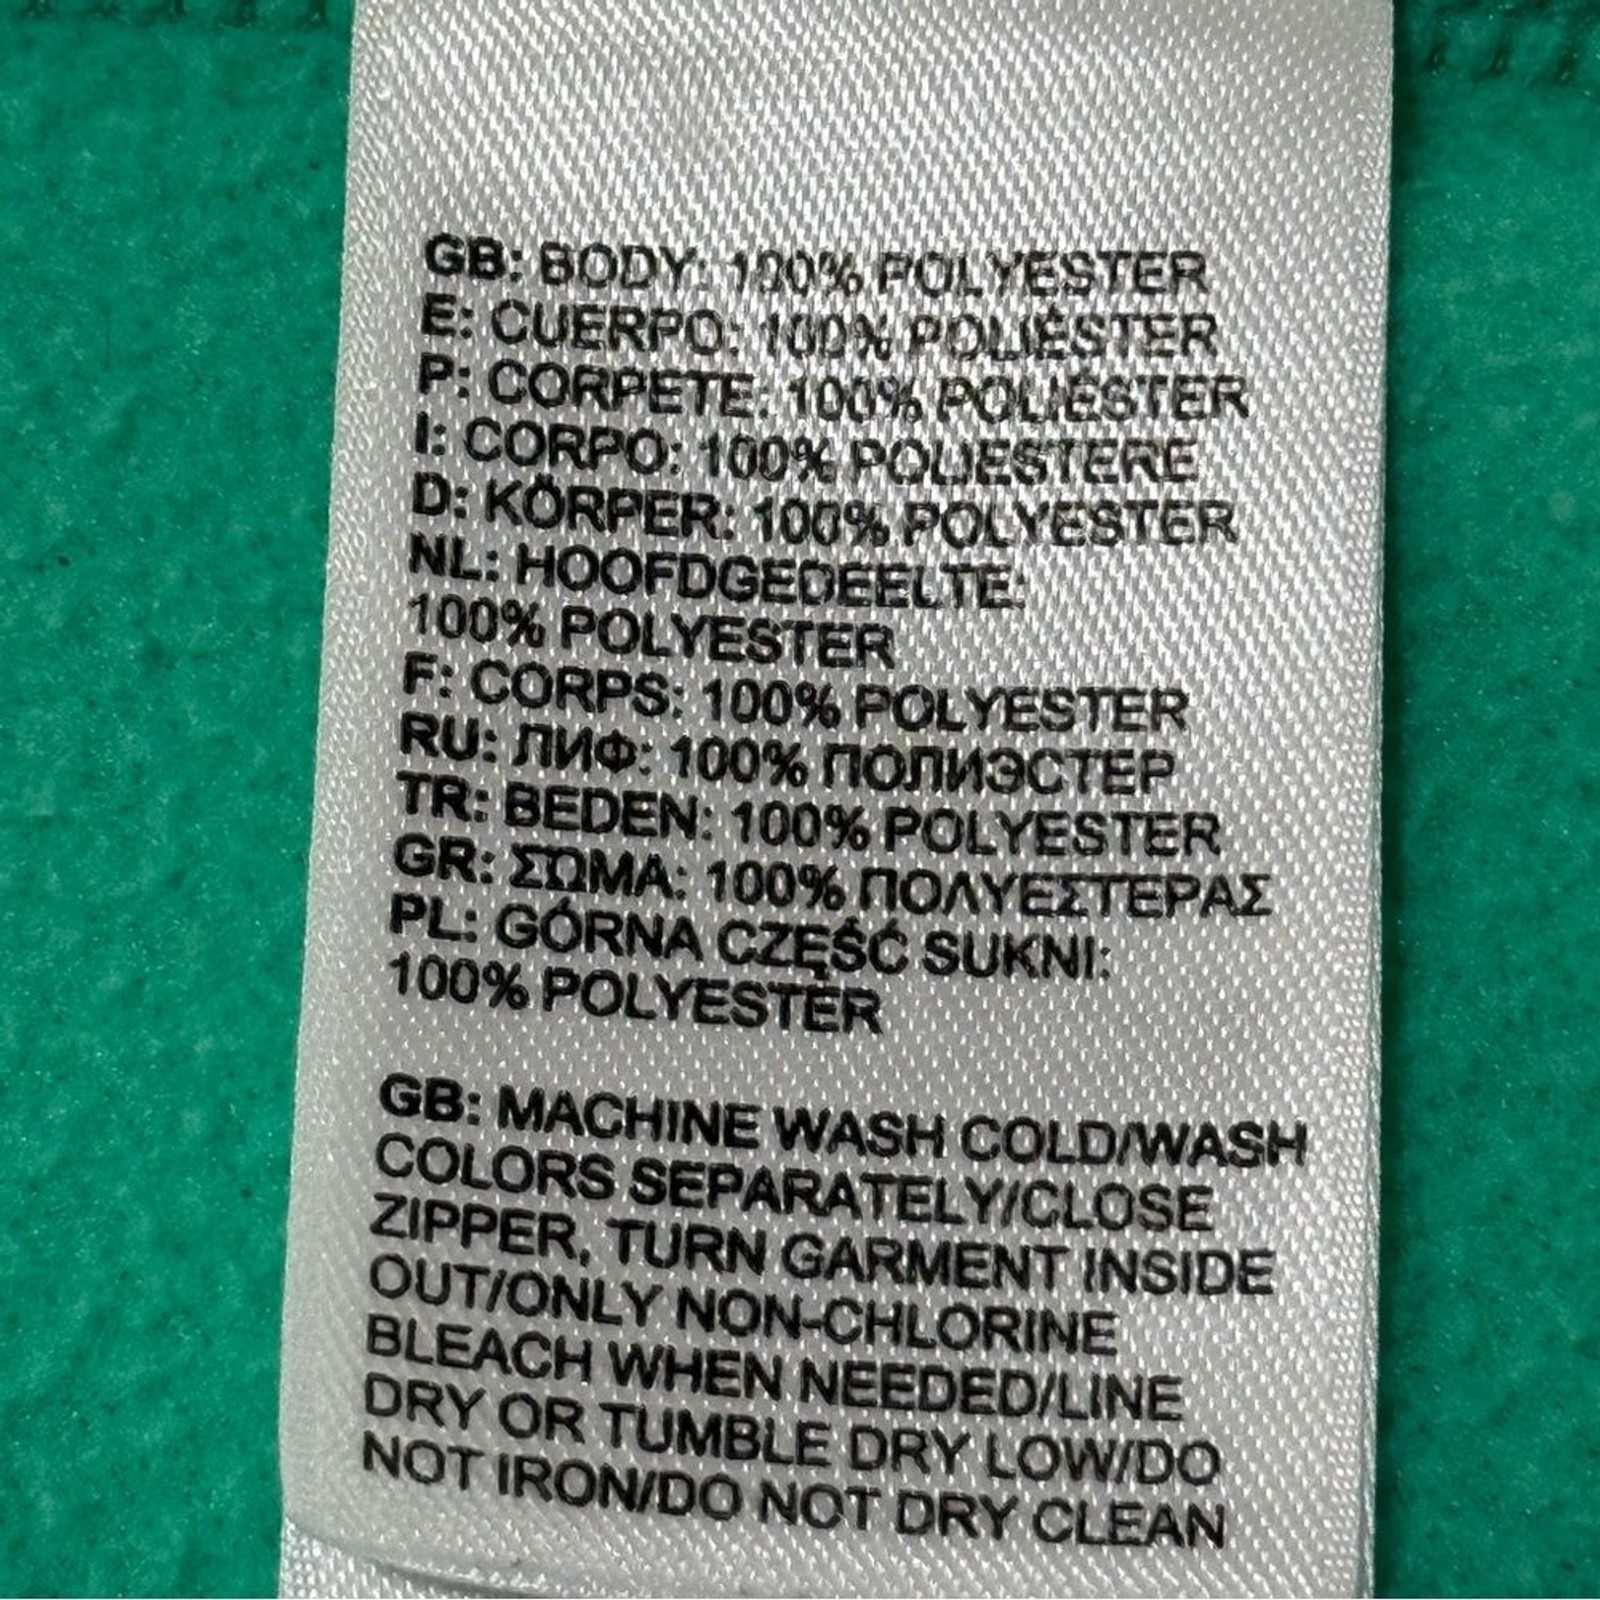 GB: BODY: 100% POLYESTER
E: CUERPO: 100% POLIÉSTER
P: CORPETE: 100% POLIÉSTER
I: CORPO: 100% POLIESTERE
D: KÖRPER: 100% POLYESTER
NL: HOOFDGEDEELTE:
100% POLYESTER
F: CORPS: 100% POLYESTER
RU: ЛИФ: 100% ПОЛИЭСТЕР
TR: BEDEN: 100% POLYESTER
GR: ΣΩΜΑ: 100% ΠΟΛΥΕΣΤΕΡΑΣ
PL: GÓRNA CZĘŚĆ SUKNI:
100% POLYESTER
GB: MACHINE WASH COLD/WASH
COLORS SEPARATELY/CLOSE
ZIPPER, TURN GARMENT INSIDE
OUT/ONLY NON-CHLORINE
BLEACH WHEN NEEDED/LINE
DRY OR TUMBLE DRY LOW/DO
NOT IRON/DO NOT DRY CLEAN